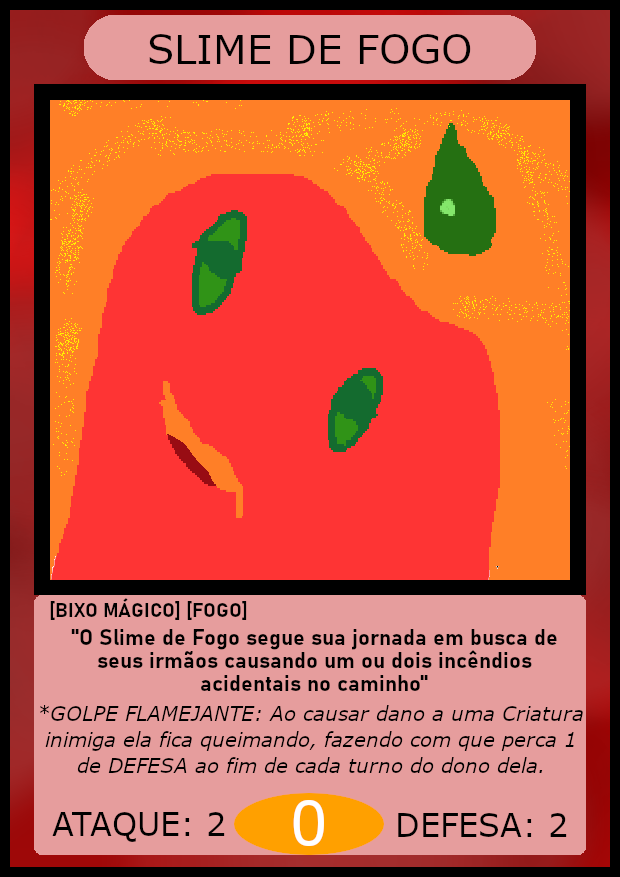 SLIME DE FOGO
[BIXO MÁGICO] [FOGO]
"O Slime de Fogo segue sua jornada em busca de
seus irmãos causando um ou dois incêndios
acidentais no caminho"
*GOLPE FLAMEJANTE: Ao causar dano a uma Criatura
inimiga ela fica queimando, fazendo com que perca 1
de DEFESA ao fim de cada turno do dono dela.
ATAQUE: 2 0 DEFESA: 2